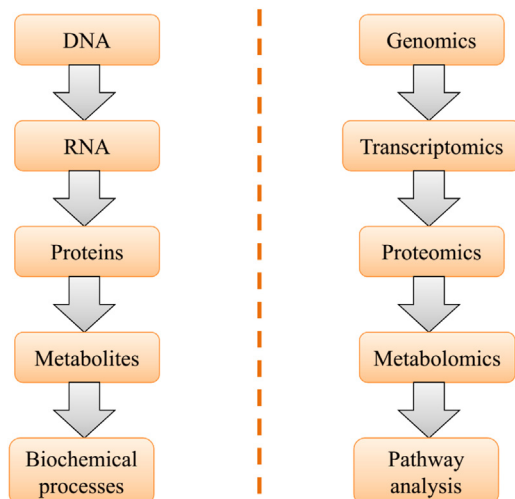 DNA
RNA
Proteins
Metabolites
Biochemical
processes
Genomics
Transcriptomics
Proteomics
Metabolomics
Pathway
analysis